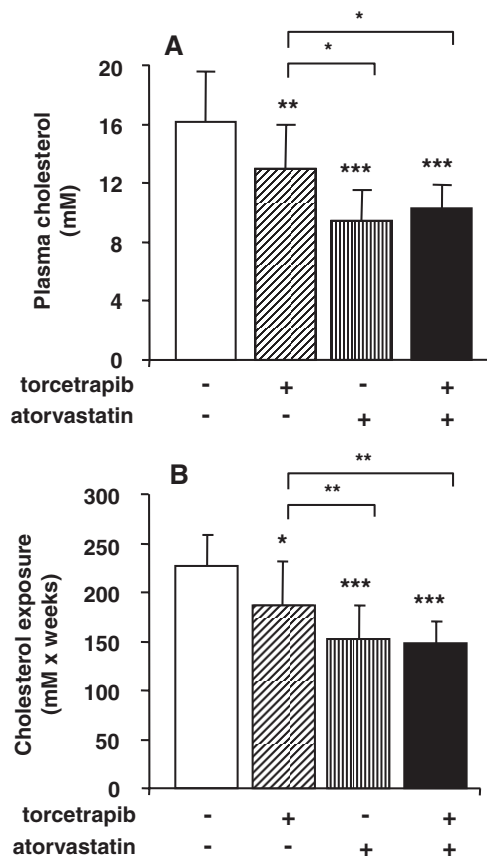 *
A
*
20
**
16
***
***
12
Plasma cholesterol
(mM)
8
4
0
torcetrapib - + - +
atorvastatin - - + +
**
B
**
300
*
250
***
***
200
Cholesterol exposure
(mM x weeks)
150
100
50
0
torcetrapib - + - +
atorvastatin - - + +